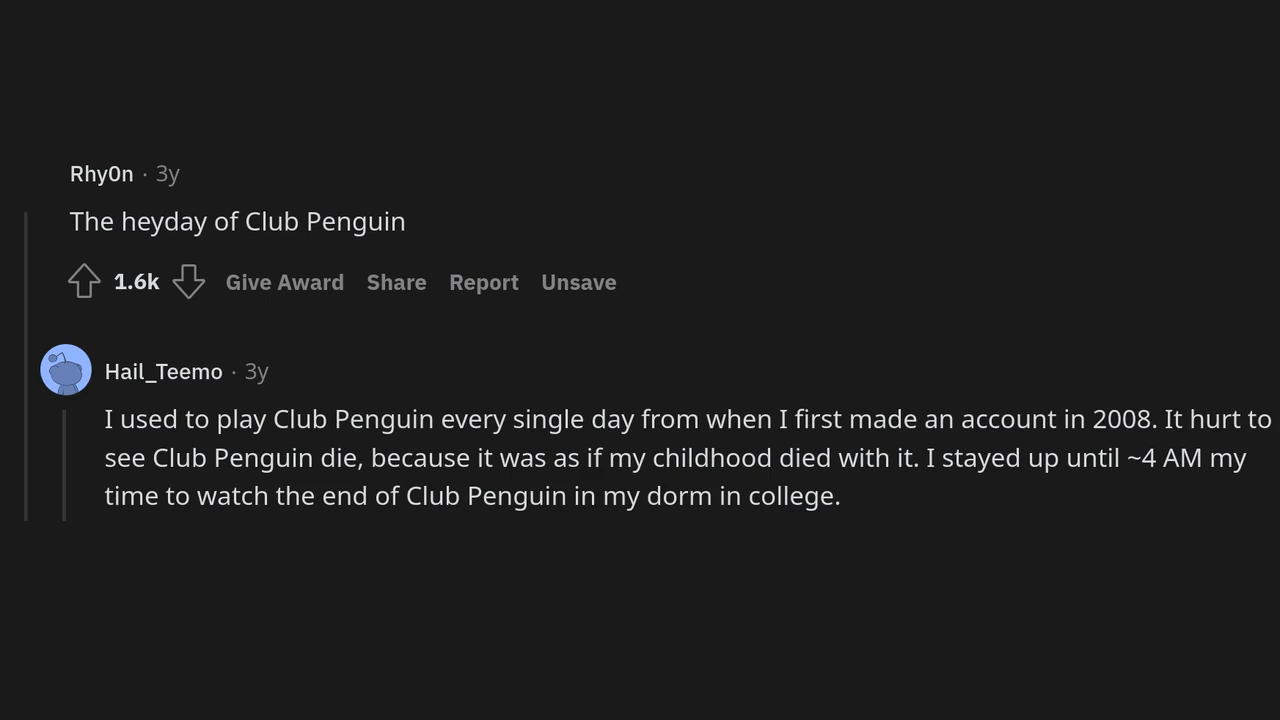 Rhy0n · 3y
The heyday of Club Penguin
1.6k Give Award Share Report Unsave
Hail_Teemo · 3y
I used to play Club Penguin every single day from when I first made an account in 2008. It hurt to
see Club Penguin die, because it was as if my childhood died with it. I stayed up until ~4 AM my
time to watch the end of Club Penguin in my dorm in college.